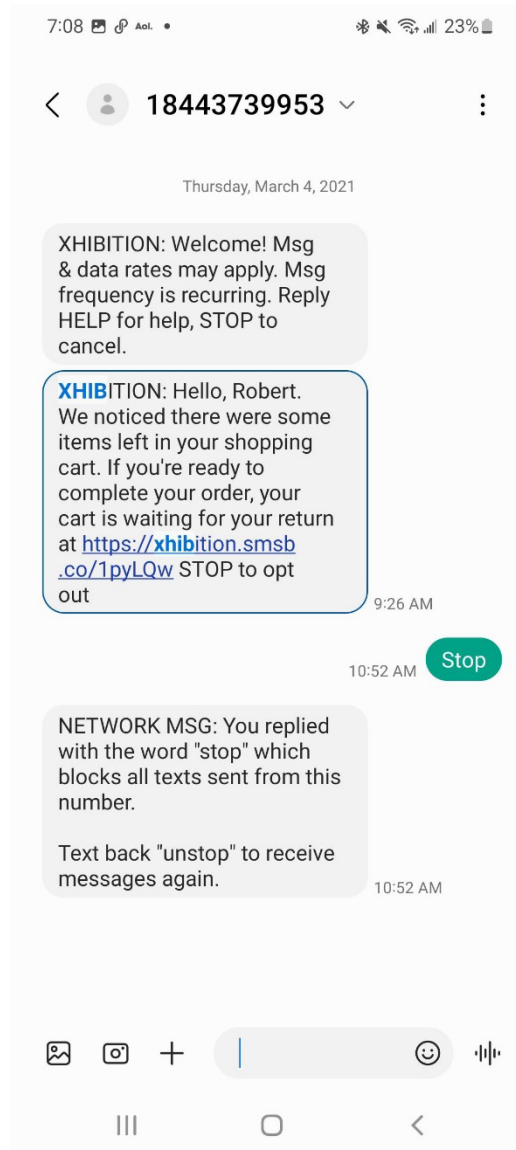 7:08 Aol. •
23%
18443739953
Thursday, March 4, 2021
XHIBITION: Welcome! Msg
& data rates may apply. Msg
frequency is recurring. Reply
HELP for help, STOP to
cancel.
XHIBITION: Hello, Robert.
We noticed there were some
items left in your shopping
cart. If you're ready to
complete your order, your
cart is waiting for your return
at https://xhibition.smsb
.co/1pyLQw STOP to opt
out
9:26 AM
Stop
10:52 AM
NETWORK MSG: You replied
with the word "stop" which
blocks all texts sent from this
number.
Text back "unstop" to receive
messages again.
10:52 AM